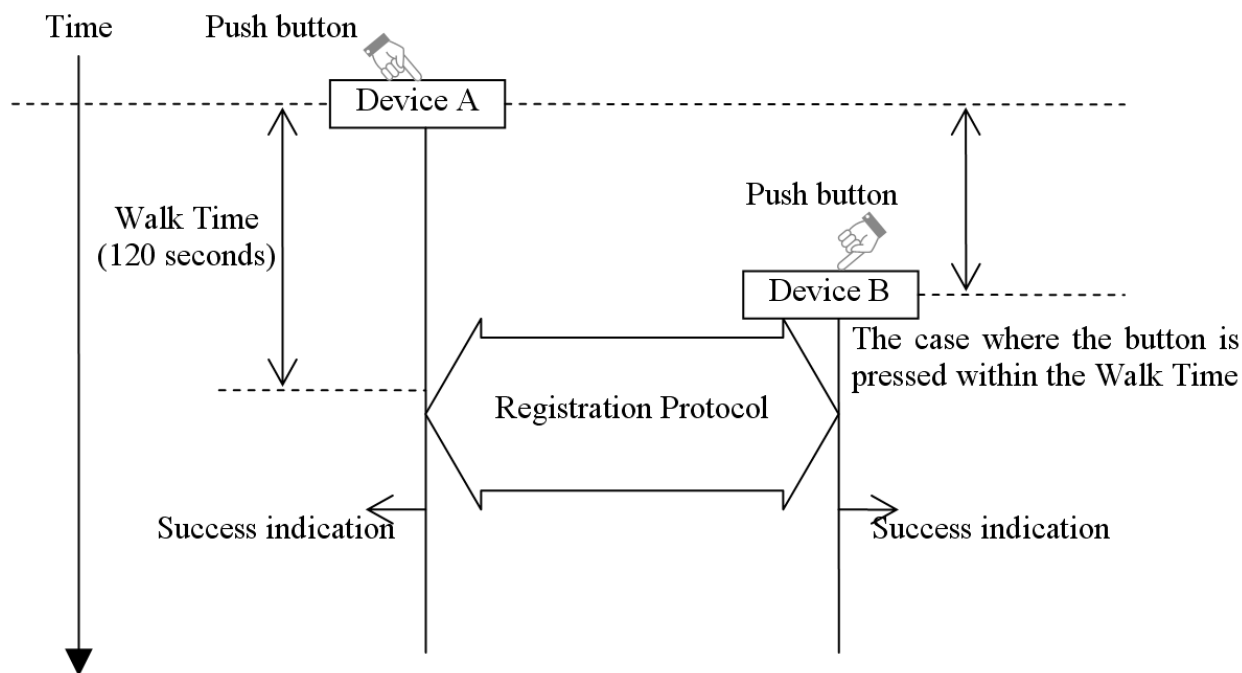 Time
Push button
Device A
Walk Time
(120 seconds)
Push button
Device B
The case where the button is
pressed within the Walk Time
Registration Protocol
Success indication
Success indication